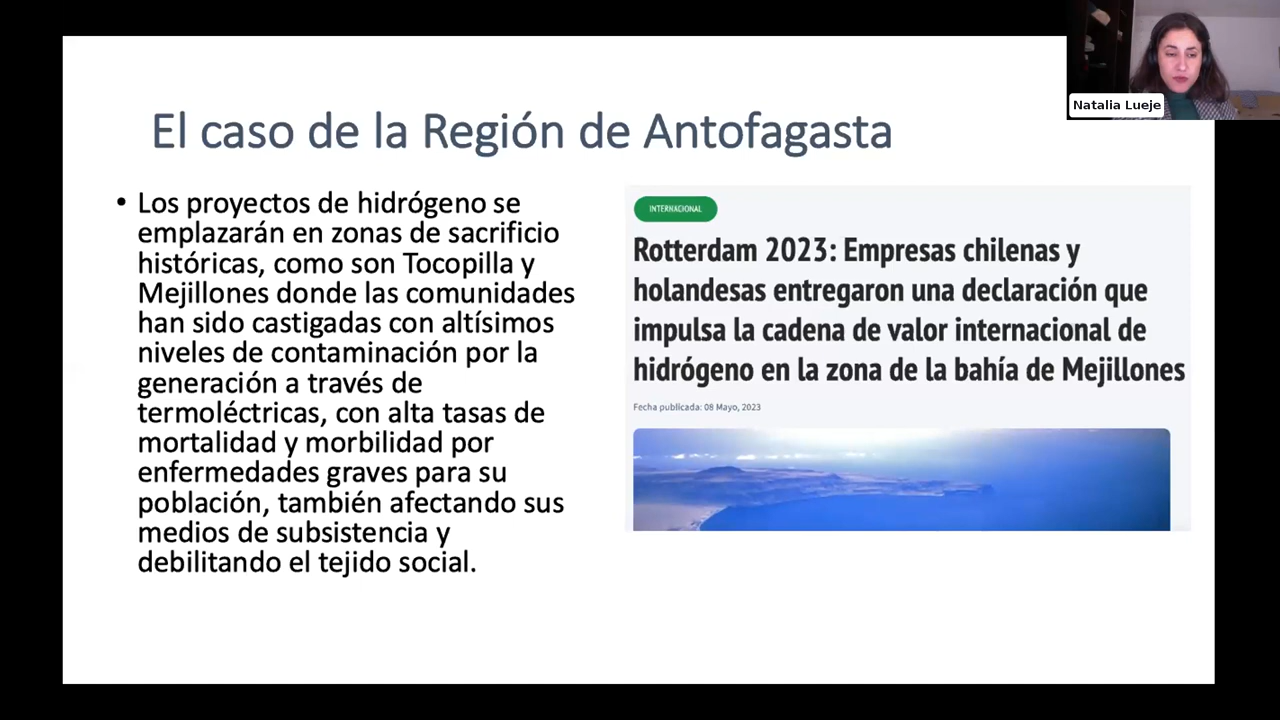 Natalia Lueje
El caso de la Región de Antofagasta
• Los proyectos de hidrógeno se
emplazarán en zonas de sacrificio
históricas, como son Tocopilla y
Mejillones donde las comunidades
han sido castigadas con altísimos
niveles de contaminación por la
generación a través de
termoléctricas, con alta tasas de
mortalidad y morbilidad por
enfermedades graves para su
población, también afectando sus
medios de subsistencia y
debilitando el tejido social.
INTERNACIONAL
Rotterdam 2023: Empresas chilenas y
holandesas entregaron una declaración que
impulsa la cadena de valor internacional de
hidrógeno en la zona de la bahía de Mejillones
Fecha publicada: 08 Mayo, 2023